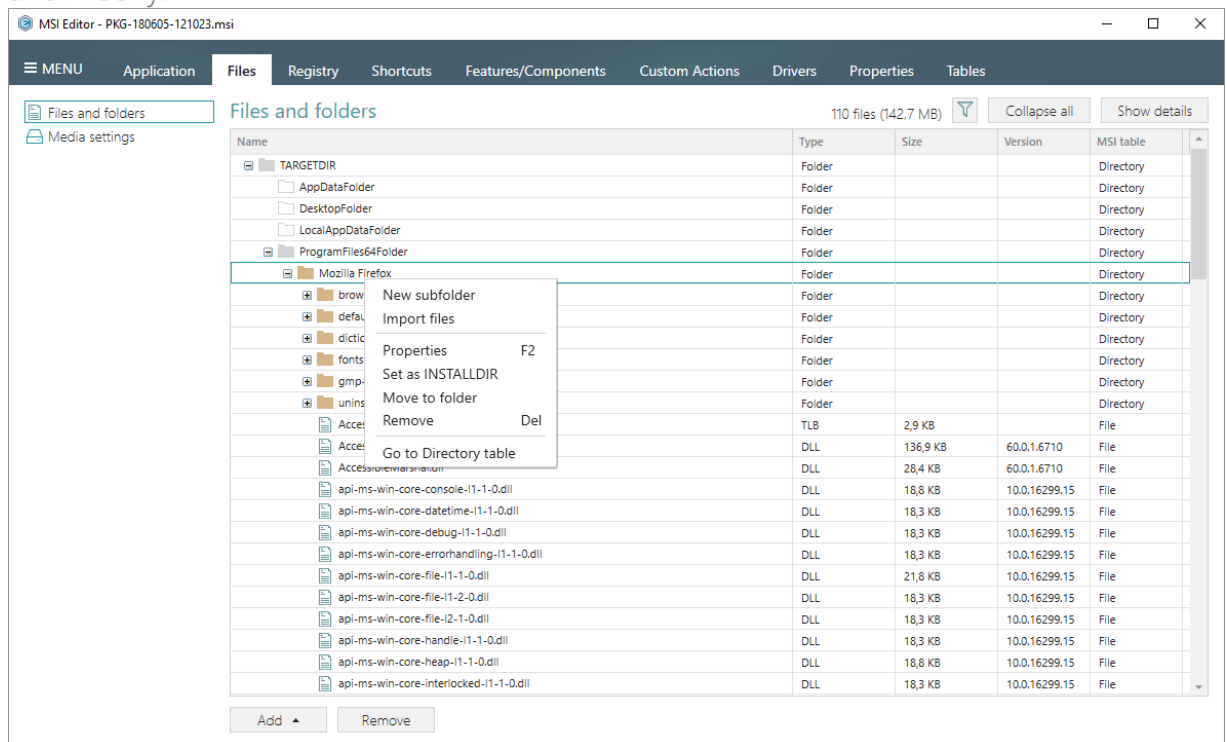 MSI Editor - PKG-180605-121023.msi
MENU Application Files Registry Shortcuts Features/Components Custom Actions Drivers Properties Tables
Files and folders
Media settings
Files and folders 110 files (142,7 MB) Collapse all Show details
Name Type Size Version MSI table
TARGETDIR Folder Directory
AppDataFolder Folder Directory
DesktopFolder Folder Directory
LocalAppDataFolder Folder Directory
ProgramFiles64Folder Folder Directory
Mozilla Firefox Folder Directory
brow Folder Directory
defau Folder Directory
dictio Folder Directory
fonts Folder Directory
gmp- Folder Directory
unins Folder Directory
Acces TLB 2,9 KB File
Acces DLL 136,9 KB 60.0.1.6710 File
AccessibleMarshal.dll DLL 28,4 KB 60.0.1.6710 File
New subfolder
Import files
Properties F2
Set as INSTALLDIR
Move to folder
Remove Del
Go to Directory table
api-ms-win-core-console-l1-1-0.dll DLL 18,8 KB 10.0.16299.15 File
api-ms-win-core-datetime-l1-1-0.dll DLL 18,3 KB 10.0.16299.15 File
api-ms-win-core-debug-l1-1-0.dll DLL 18,3 KB 10.0.16299.15 File
api-ms-win-core-errorhandling-l1-1-0.dll DLL 18,3 KB 10.0.16299.15 File
api-ms-win-core-file-l1-1-0.dll DLL 21,8 KB 10.0.16299.15 File
api-ms-win-core-file-l1-2-0.dll DLL 18,3 KB 10.0.16299.15 File
api-ms-win-core-file-l2-1-0.dll DLL 18,3 KB 10.0.16299.15 File
api-ms-win-core-handle-l1-1-0.dll DLL 18,3 KB 10.0.16299.15 File
api-ms-win-core-heap-l1-1-0.dll DLL 18,8 KB 10.0.16299.15 File
api-ms-win-core-interlocked-l1-1-0.dll DLL 18,3 KB 10.0.16299.15 File
Add Remove